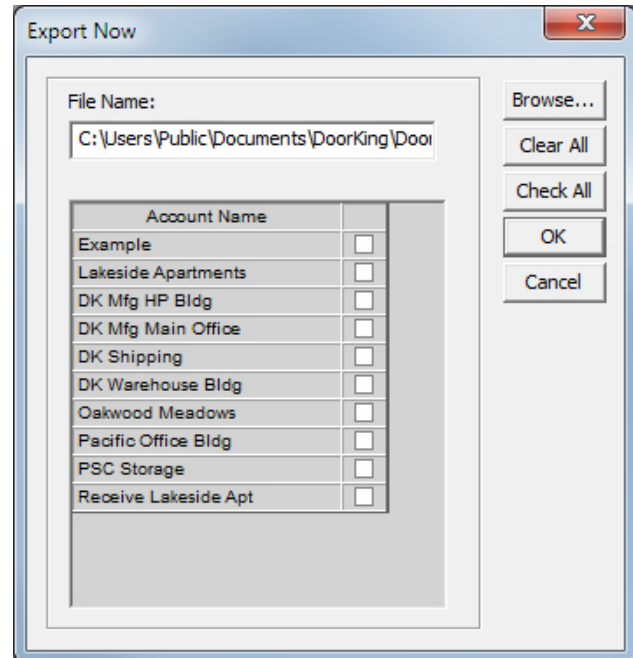 Export Now
File Name:
C:\Users\Public\Documents\DoorKing\Door
Browse...
Clear All
Check All
OK
Cancel
Account Name
Example
Lakeside Apartments
DK Mfg HP Bldg
DK Mfg Main Office
DK Shipping
DK Warehouse Bldg
Oakwood Meadows
Pacific Office Bldg
PSC Storage
Receive Lakeside Apt